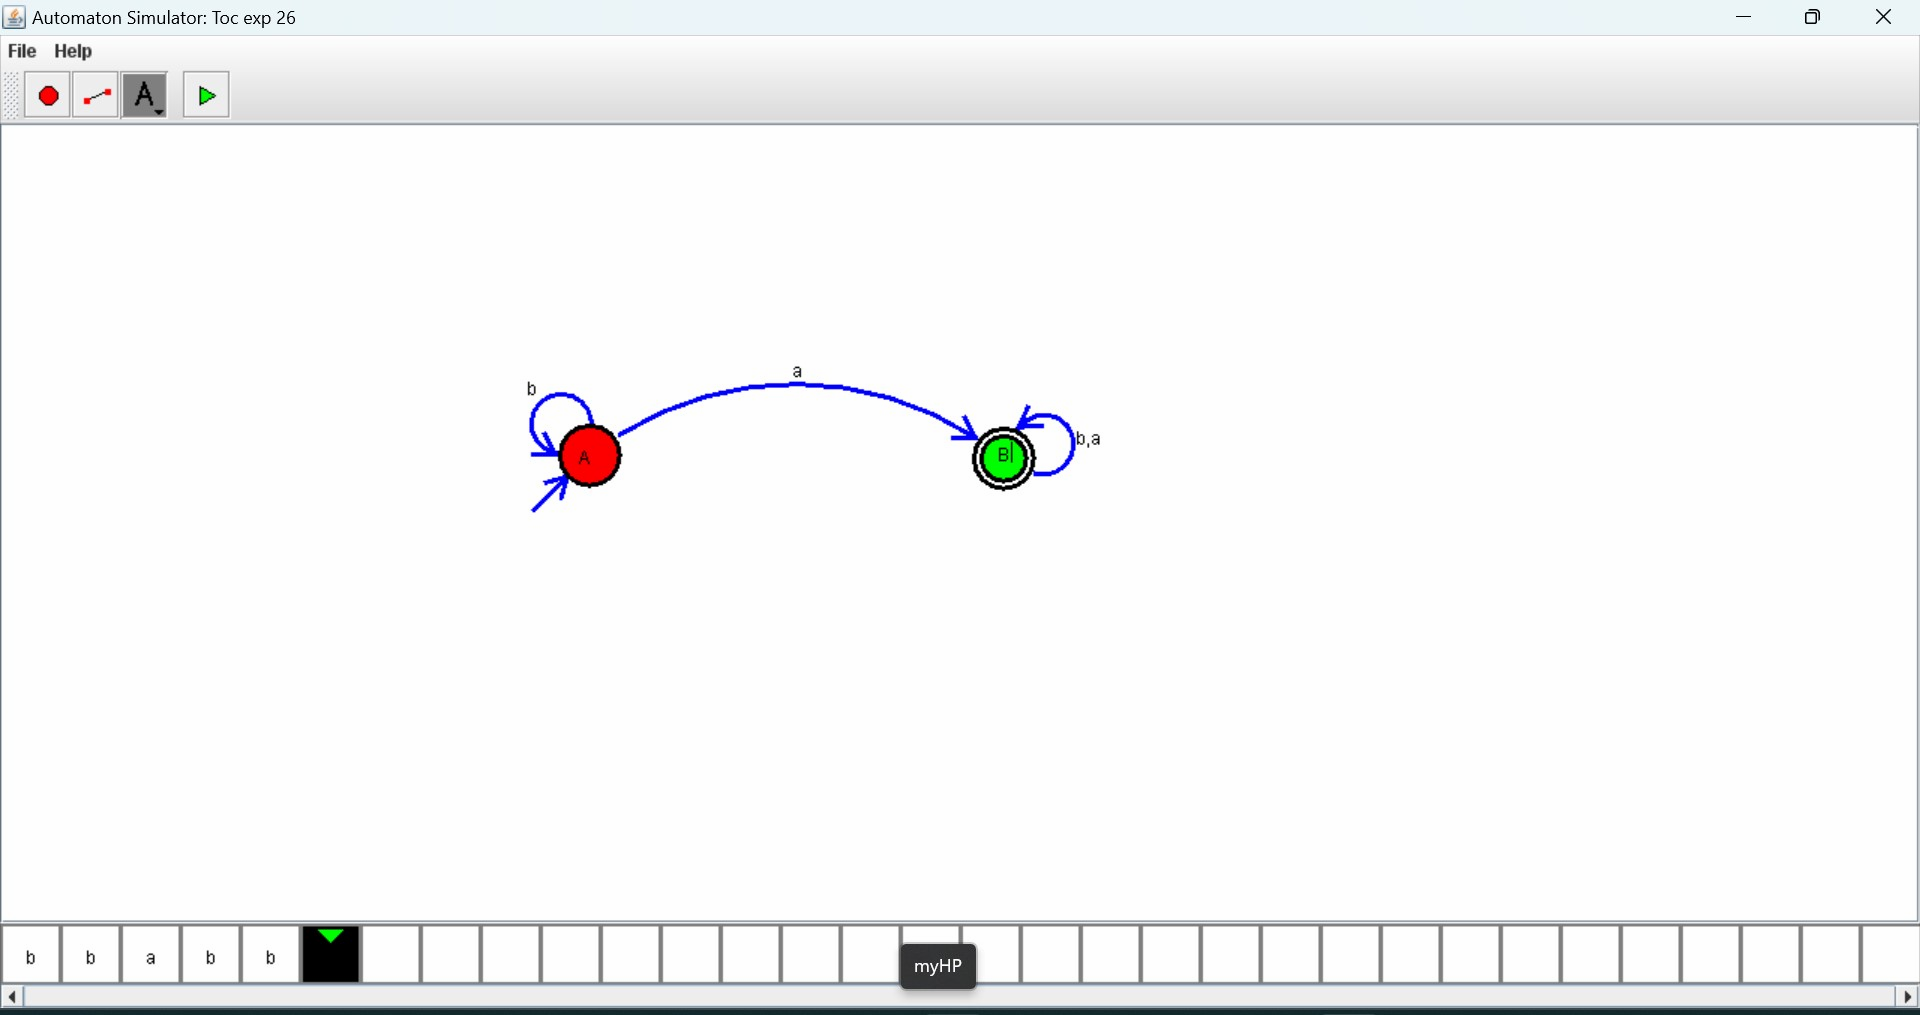 Automaton Simulator: Toc exp 26
File Help
A
a
b
b,a
A
B
b b a b b
myHP